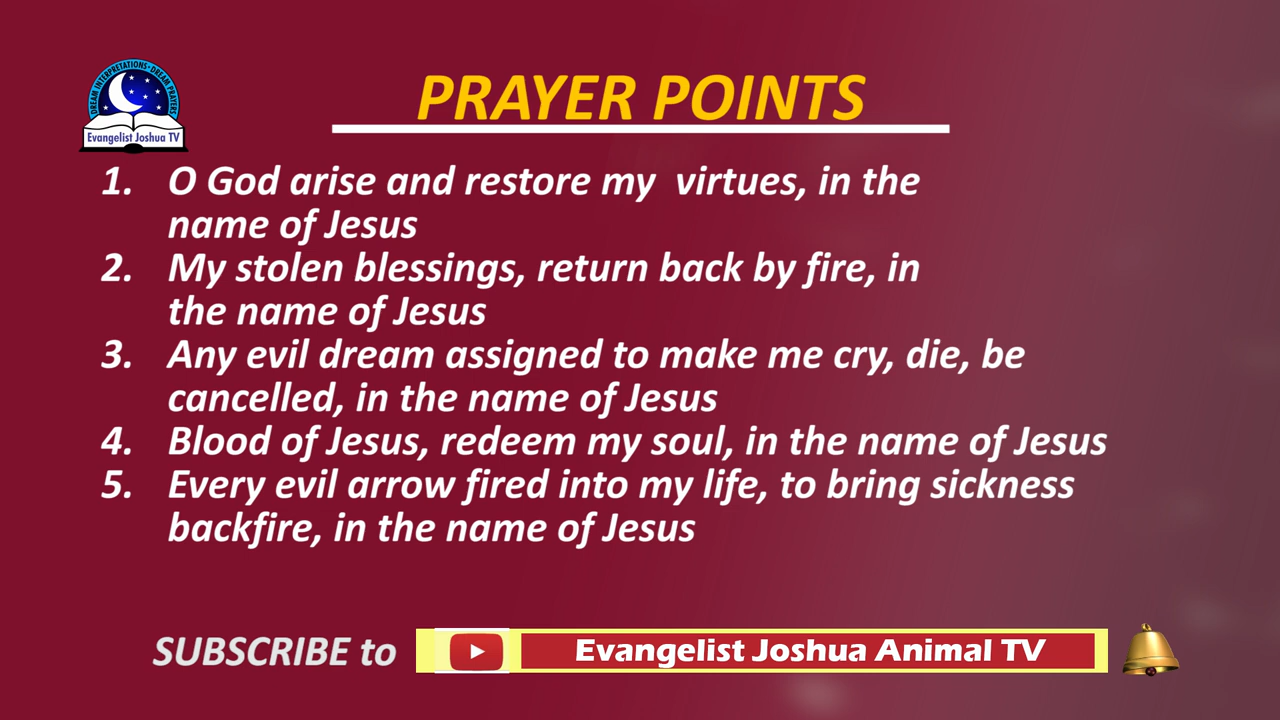 DREAM INTERPRETATIONS • DREAM PRAYERS
Evangelist Joshua TV
PRAYER POINTS
1. O God arise and restore my virtues, in the
name of Jesus
2. My stolen blessings, return back by fire, in
the name of Jesus
3. Any evil dream assigned to make me cry, die, be
cancelled, in the name of Jesus
4. Blood of Jesus, redeem my soul, in the name of Jesus
5. Every evil arrow fired into my life, to bring sickness
backfire, in the name of Jesus
SUBSCRIBE to Evangelist Joshua Animal TV